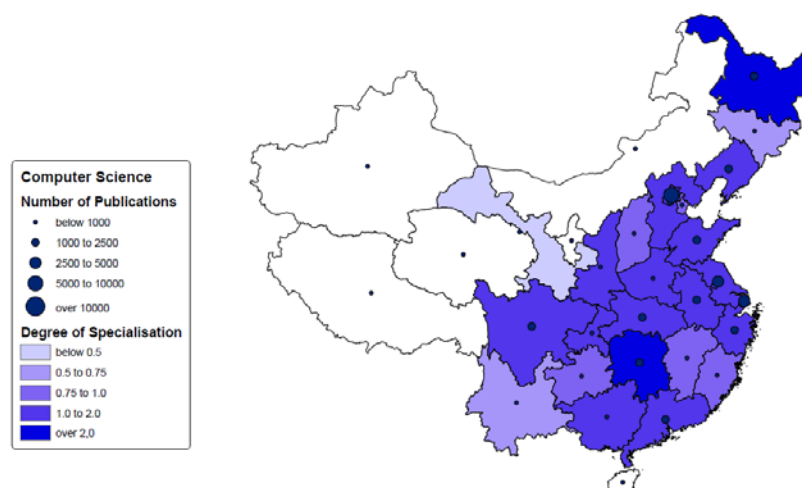 Computer Science
Number of Publications
below 1000
1000 to 2500
2500 to 5000
5000 to 10000
over 10000
Degree of Specialisation
below 0.5
0.5 to 0.75
0.75 to 1.0
1.0 to 2.0
over 2,0